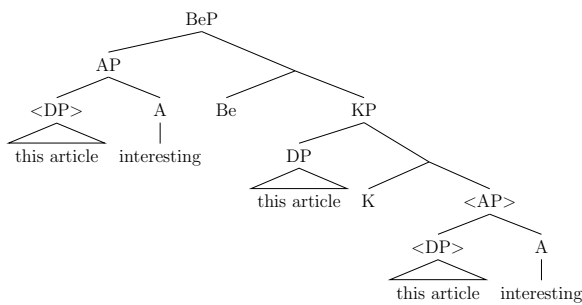 BeP
AP
<DP> A Be KP
this article interesting DP
this article K <AP>
<DP> A
this article interesting